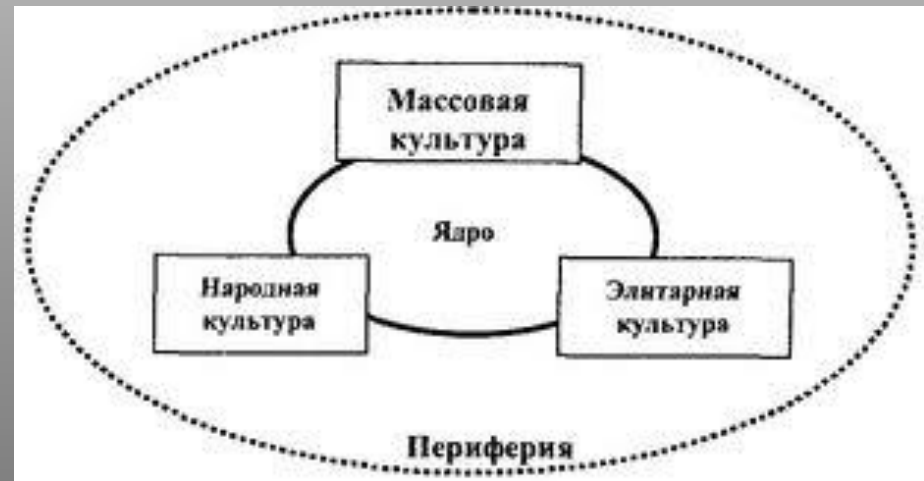 Массовая
культура
Ядро
Народная
культура
Элитарная
культура
Периферия